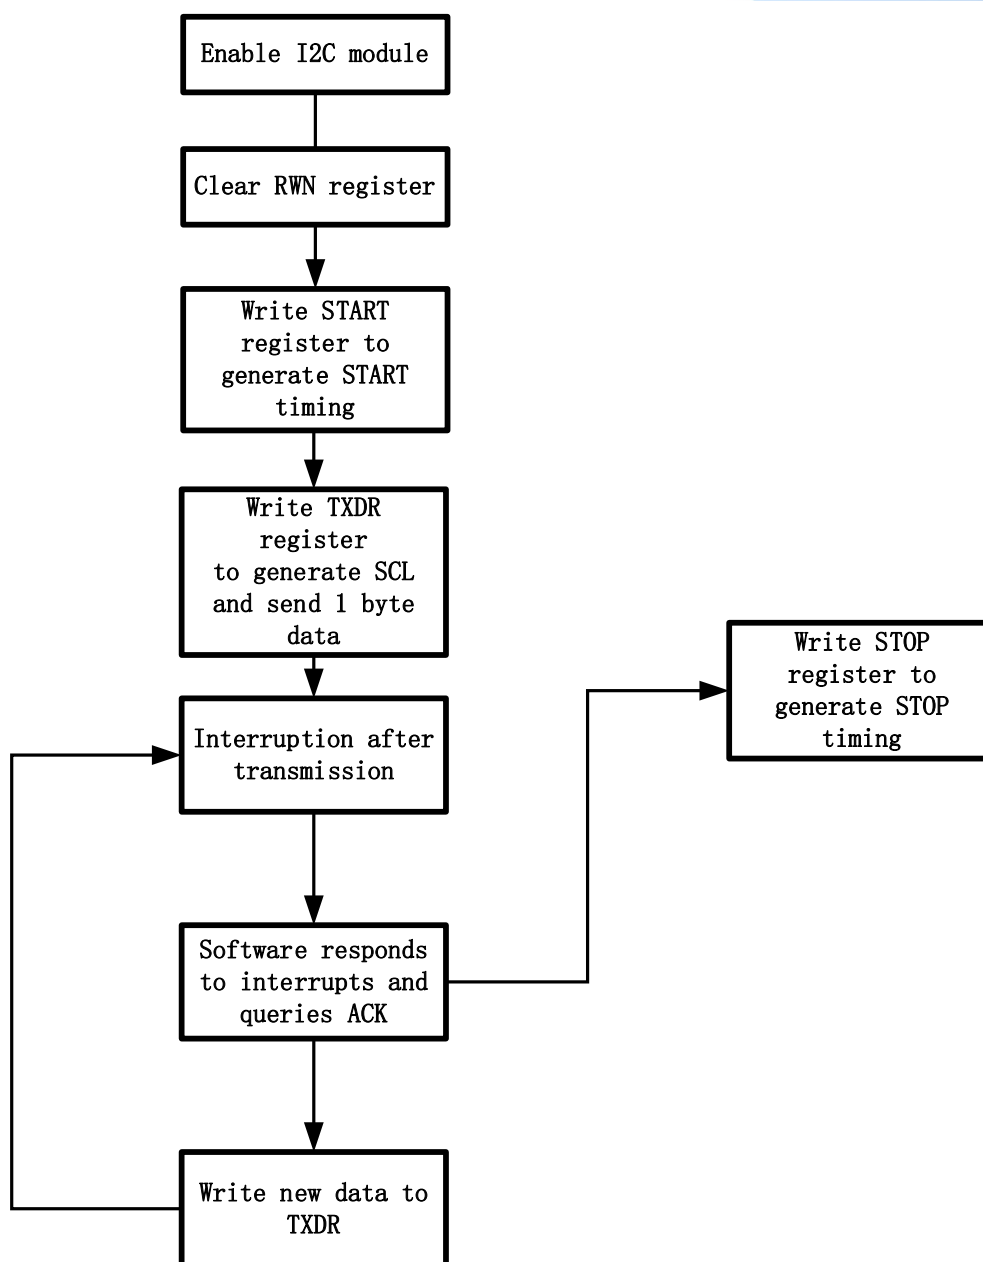 Enable I2C module
Clear RWN register
Write START
register to
generate START
timing
Write TXDR
register
to generate SCL
and send 1 byte
data
Write STOP
register to
generate STOP
timing
Interruption after
transmission
Software responds
to interrupts and
queries ACK
Write new data to
TXDR